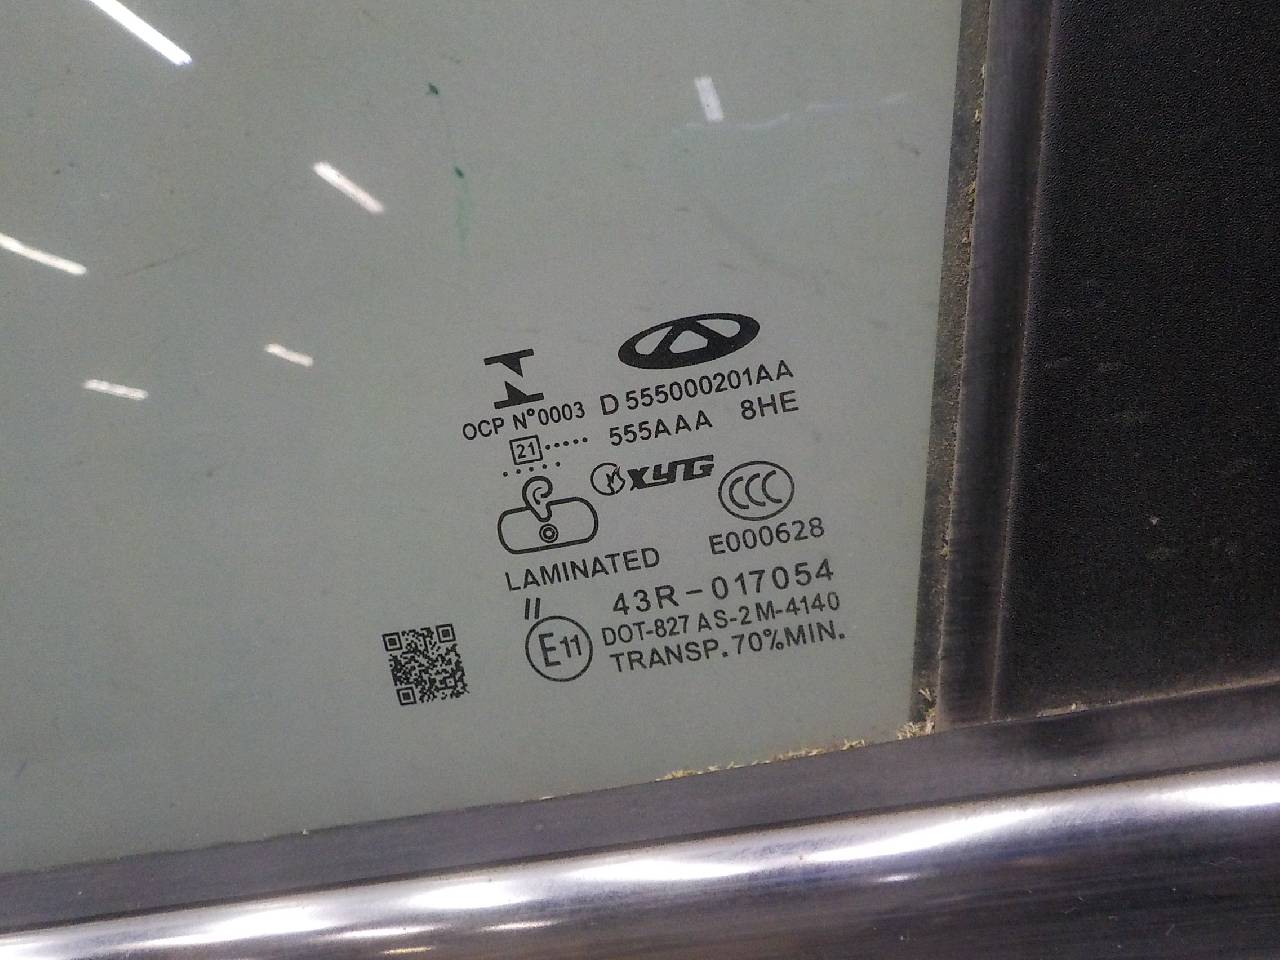 OCP N°0003
D 555000201AA
21
555AAA 8HE
XYG
CCC
LAMINATED
E000628
II
43R-017054
E11
DOT-827 AS-2 M-4140
TRANSP. 70%MIN.